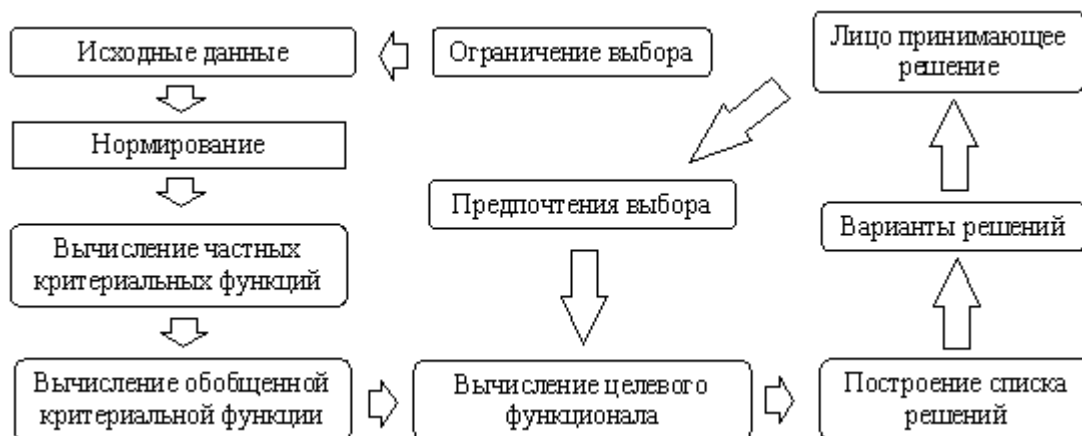 Исходные данные
Ограничение выбора
Лицо принимающее
решение
Нормирование
Предпочтения выбора
Варианты решений
Вычисление частных
критериальных функций
Вычисление обобщенной
критериальной функции
Вычисление целевого
функционала
Построение списка
решений